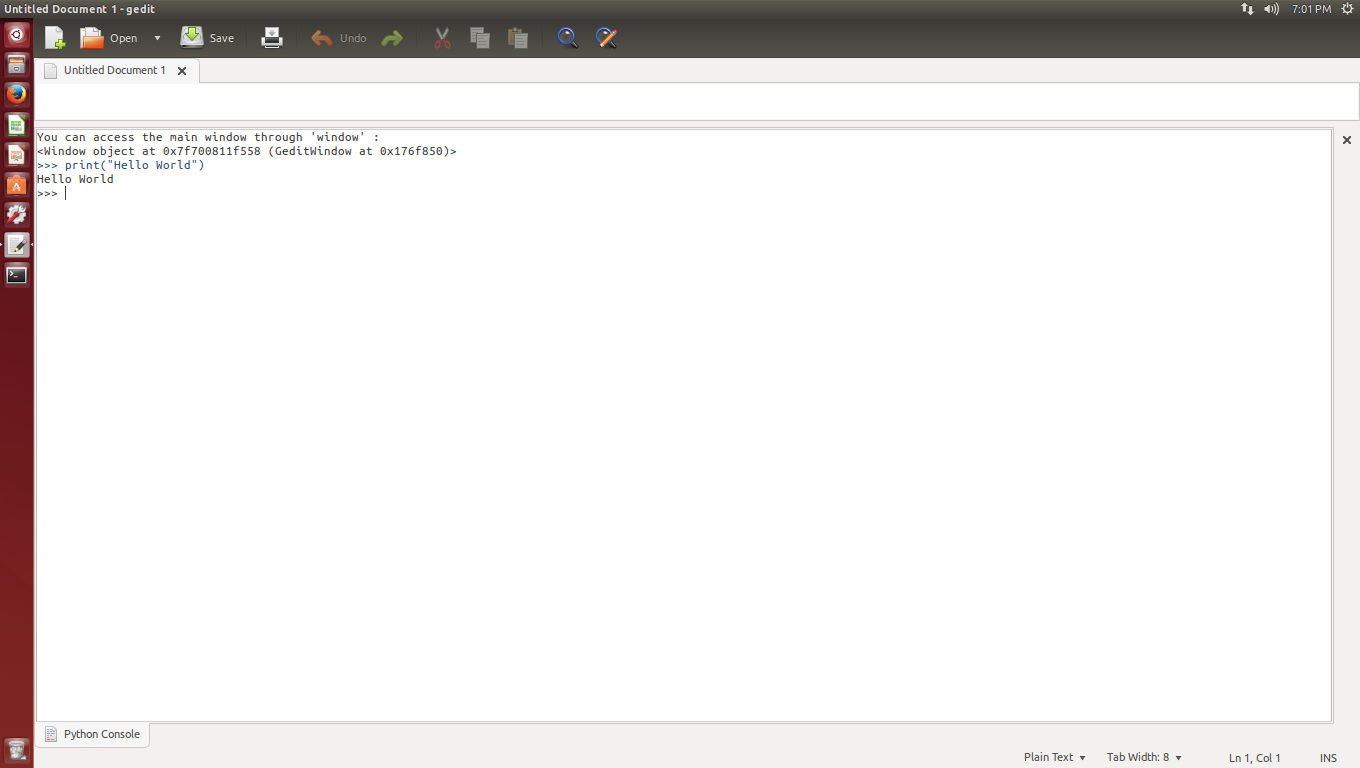 Untitled Document 1 - gedit
7:01 PM
Open
Save
Undo
Untitled Document 1
You can access the main window through 'window' :
<Window object at 0x7f700811f558 (GeditWindow at 0x176f850)>
>>> print("Hello World")
Hello World
>>>
Python Console
Plain Text
Tab Width: 8
Ln 1, Col 1
INS